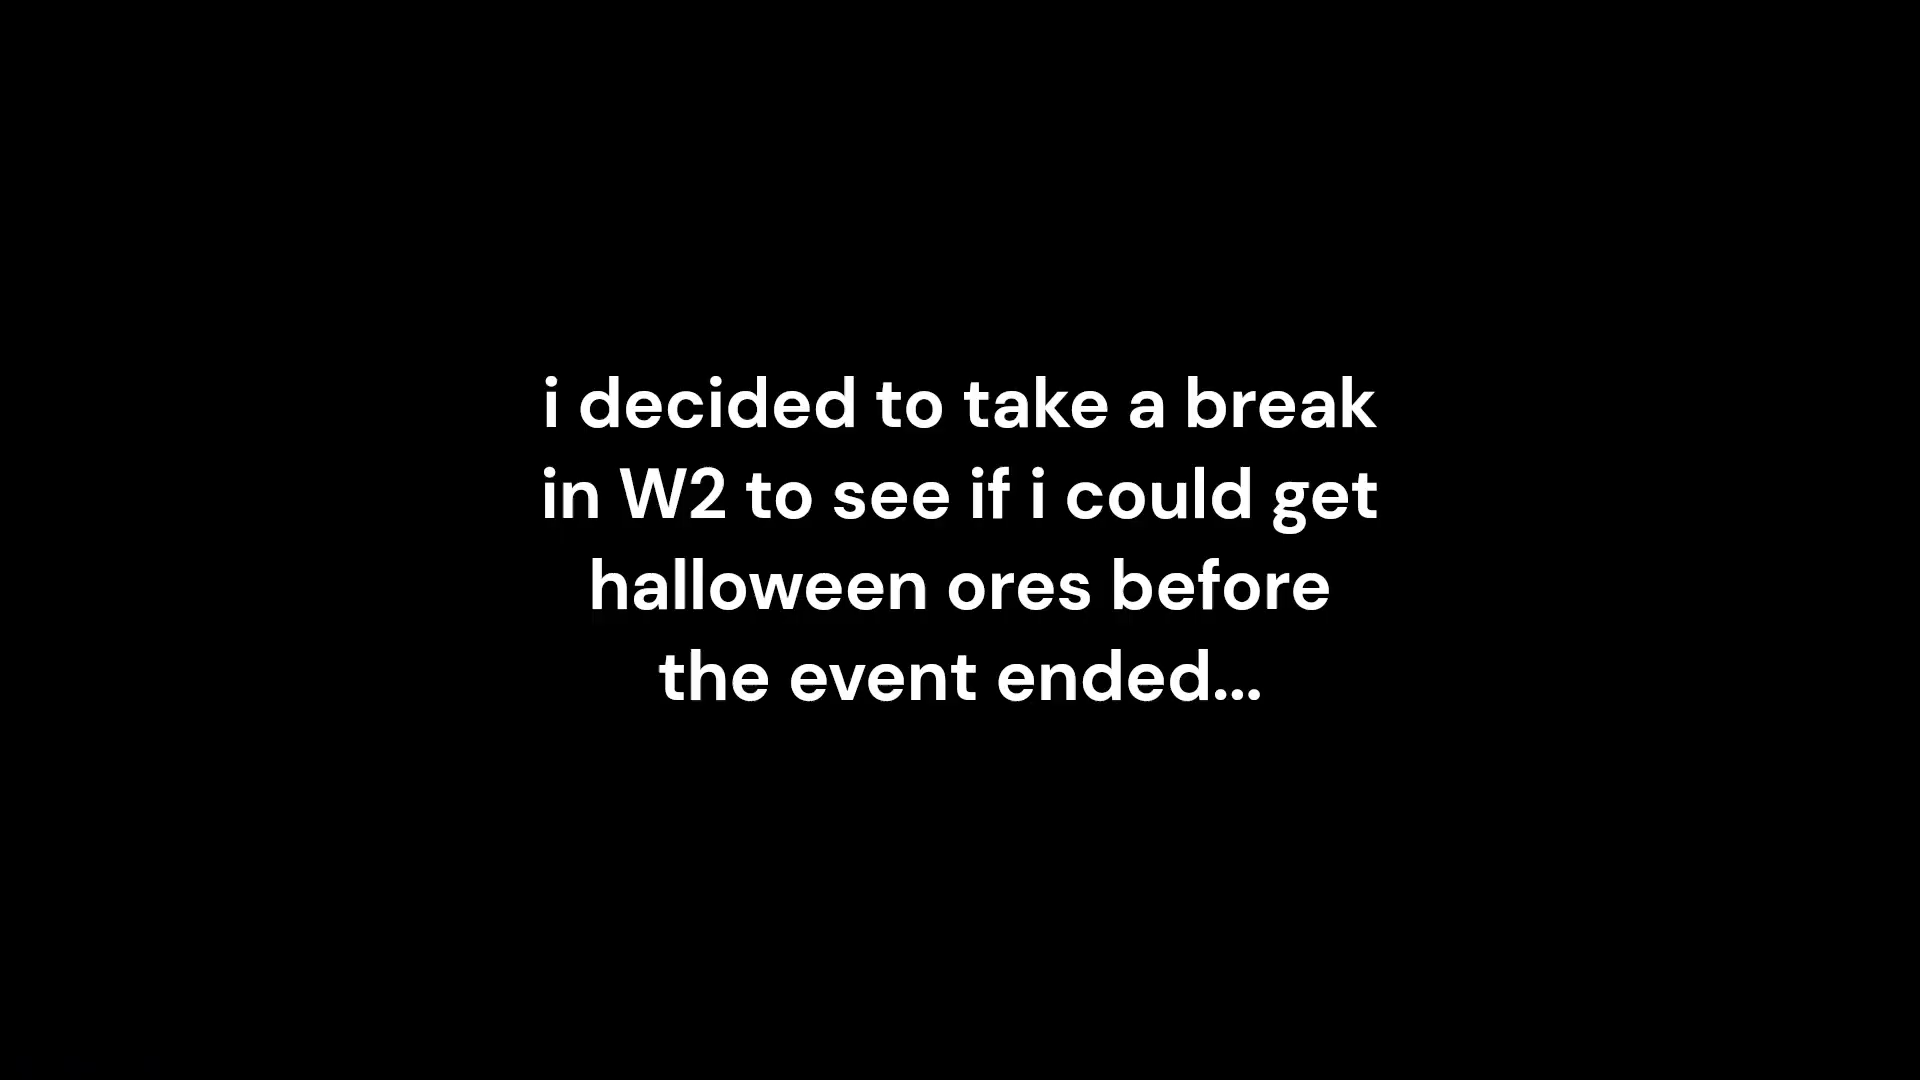 i decided to take a break
in W2 to see if i could get
halloween ores before
the event ended...